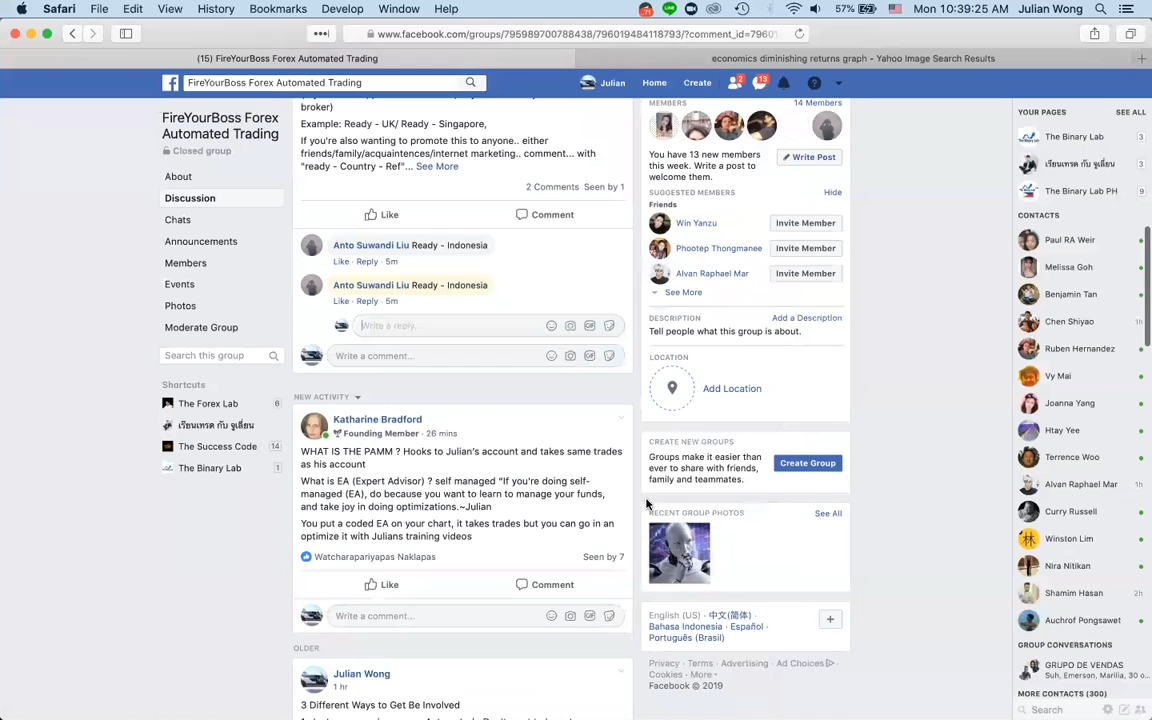 Safari File Edit View History Bookmarks Develop Window Help
57% Mon 10:39:25 AM Julian Wong
www.facebook.com/groups/795989700788438/796019484118793/?comment_id=79601
(15) FireYourBoss Forex Automated Trading
economics diminishing returns graph - Yahoo Image Search Results
FireYourBoss Forex Automated Trading
Julian Home Create 2 13
FireYourBoss Forex
Automated Trading
Closed group
About
Discussion
Chats
Announcements
Members
Events
Photos
Moderate Group
Search this group
Shortcuts
The Forex Lab 6
เรียนเทรด กับ จูเลี่ยน
The Success Code 14
The Binary Lab 1
broker)
Example: Ready - UK/ Ready - Singapore,
If you're also wanting to promote this to anyone.. either
friends/family/acquaintences/internet marketing.. comment... with
"ready - Country - Ref"... See More
2 Comments Seen by 1
Like Comment
Anto Suwandi Liu Ready - Indonesia
Like · Reply · 5m
Anto Suwandi Liu Ready - Indonesia
Like · Reply · 5m
Write a reply...
Write a comment...
NEW ACTIVITY
Katharine Bradford
Founding Member · 26 mins
WHAT IS THE PAMM ? Hooks to Julian's account and takes same trades
as his account
What is EA (Expert Advisor) ? self managed "If you're doing self-
managed (EA), do because you want to learn to manage your funds,
and take joy in doing optimizations.~Julian
You put a coded EA on your chart, it takes trades but you can go in an
optimize it with Julians training videos
Watcharapariyapas Naklapas Seen by 7
Like Comment
Write a comment...
OLDER
Julian Wong
1 hr
3 Different Ways to Get Be Involved
MEMBERS 14 Members
You have 13 new members
this week. Write a post to
welcome them.
Write Post
SUGGESTED MEMBERS Hide
Friends
Win Yanzu Invite Member
Phootep Thongmanee Invite Member
Alvan Raphael Mar Invite Member
See More
DESCRIPTION Add a Description
Tell people what this group is about.
LOCATION
Add Location
CREATE NEW GROUPS
Groups make it easier than
ever to share with friends,
family and teammates.
Create Group
RECENT GROUP PHOTOS See All
English (US) · 中文(简体) ·
Bahasa Indonesia · Español ·
Português (Brasil)
Privacy · Terms · Advertising · Ad Choices ·
Cookies · More
Facebook © 2019
YOUR PAGES SEE ALL
The Binary Lab 3
เรียนเทรด กับ จูเลี่ยน 3
The Binary Lab PH 9
CONTACTS
Paul RA Weir
Melissa Goh
Benjamin Tan
Chen Shiyao 1h
Ruben Hernandez
Vy Mai
Joanna Yang
Htay Yee
Terrence Woo
Alvan Raphael Mar 1h
Curry Russell
Winston Lim
Nira Nitikan
Shamim Hasan 2h
Auchrof Pongsawet
GROUP CONVERSATIONS
GRUPO DE VENDAS
Suh, Emerson, Marilia, 30 o...
MORE CONTACTS (300)
Search